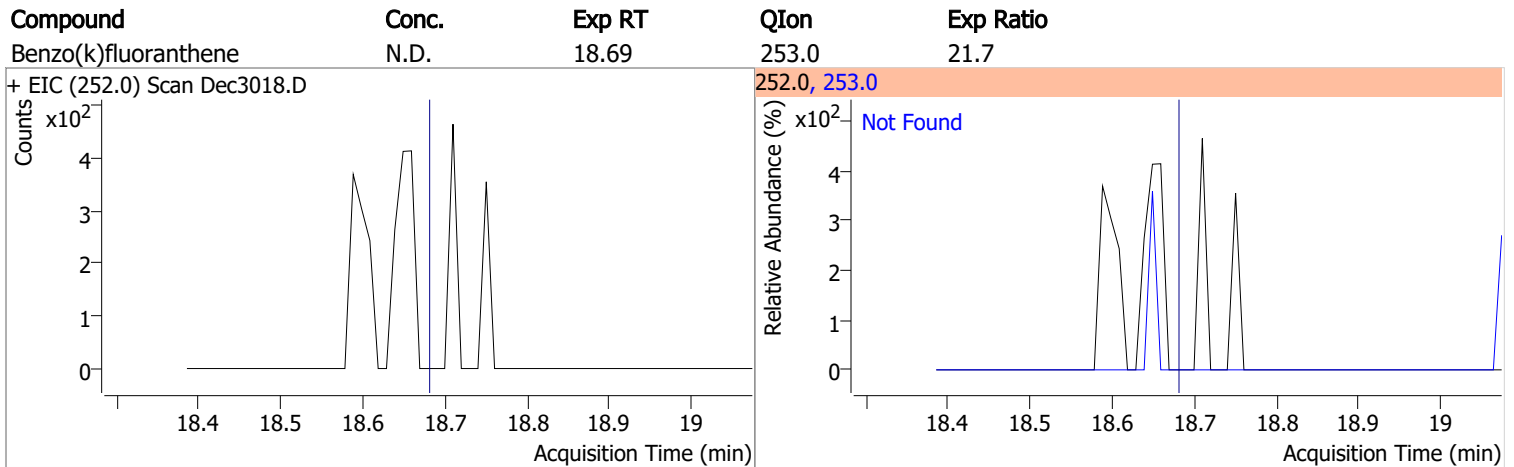 Compound Conc. Exp RT QIon Exp Ratio
Benzo(k)fluoranthene N.D. 18.69 253.0 21.7
+ EIC (252.0) Scan Dec3018.D
Counts
x10²
4
3
2
1
0
18.4 18.5 18.6 18.7 18.8 18.9 19
Acquisition Time (min)
252.0, 253.0
Relative Abundance (%)
x10²
Not Found
4
3
2
1
0
18.4 18.5 18.6 18.7 18.8 18.9 19
Acquisition Time (min)